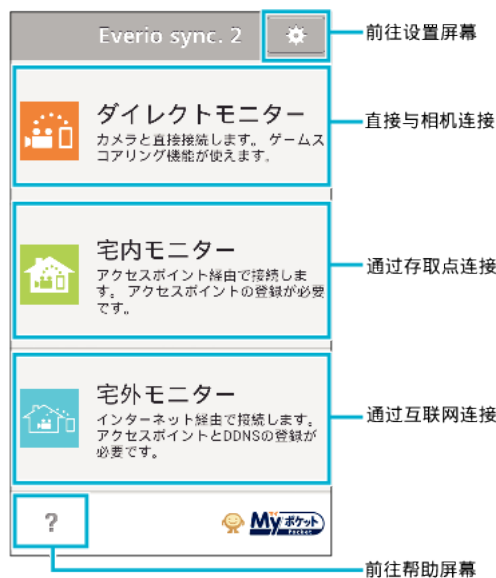 Everio sync. 2
前往设置屏幕
ダイレクトモニター
カメラと直接接続します。 ゲームス
コアリング機能が使えます。
直接与相机连接
宅内モニター
アクセスポイント経由で接続しま
す。 アクセスポイントの登録が必要
です。
通过存取点连接
宅外モニター
インターネット経由で接続します。
アクセスポイントとDDNSの登録が
必要です。
通过互联网连接
?
マイ
Myポケット
Pocket
前往帮助屏幕